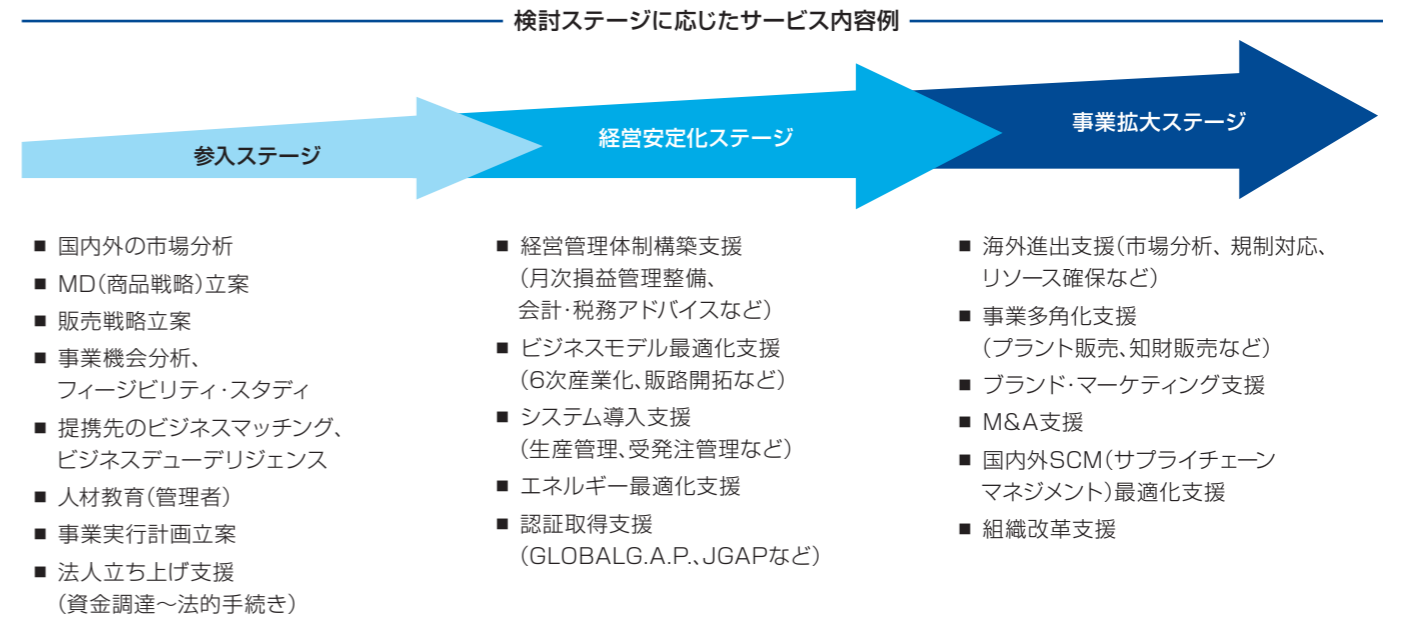 検討ステージに応じたサービス内容例
参入ステージ
経営安定化ステージ
事業拡大ステージ
■ 国内外の市場分析
■ MD(商品戦略)立案
■ 販売戦略立案
■ 事業機会分析、
フィージビリティ・スタディ
■ 提携先のビジネスマッチング、
ビジネスデューデリジェンス
■ 人材教育(管理者)
■ 事業実行計画立案
■ 法人立ち上げ支援
(資金調達～法的手続き)
■ 経営管理体制構築支援
(月次損益管理整備、
会計・税務アドバイスなど)
■ ビジネスモデル最適化支援
(6次産業化、販路開拓など)
■ システム導入支援
(生産管理、受発注管理など)
■ エネルギー最適化支援
■ 認証取得支援
(GLOBALG.A.P.、JGAPなど)
■ 海外進出支援(市場分析、規制対応、
リソース確保など)
■ 事業多角化支援
(プラント販売、知財販売など)
■ ブランド・マーケティング支援
■ M&A支援
■ 国内外SCM(サプライチェーン
マネジメント)最適化支援
■ 組織改革支援